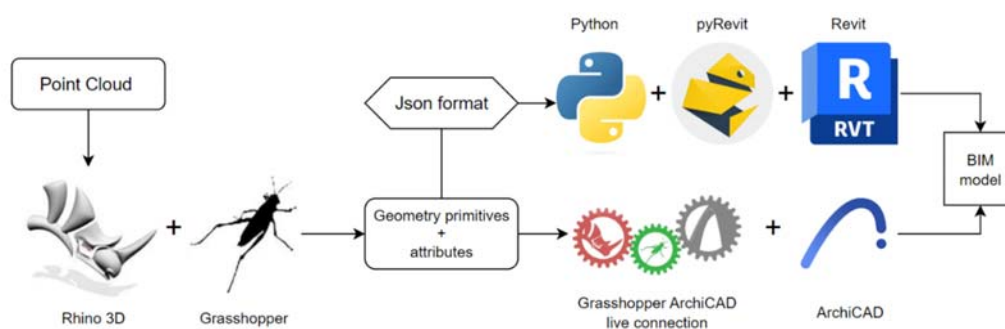 Python
pyRevit
Revit
Point Cloud
Json format
+
+
R
RVT
BIM
model
+
Geometry primitives
+
attributes
+
Rhino 3D
Grasshopper
Grasshopper ArchiCAD
live connection
ArchiCAD